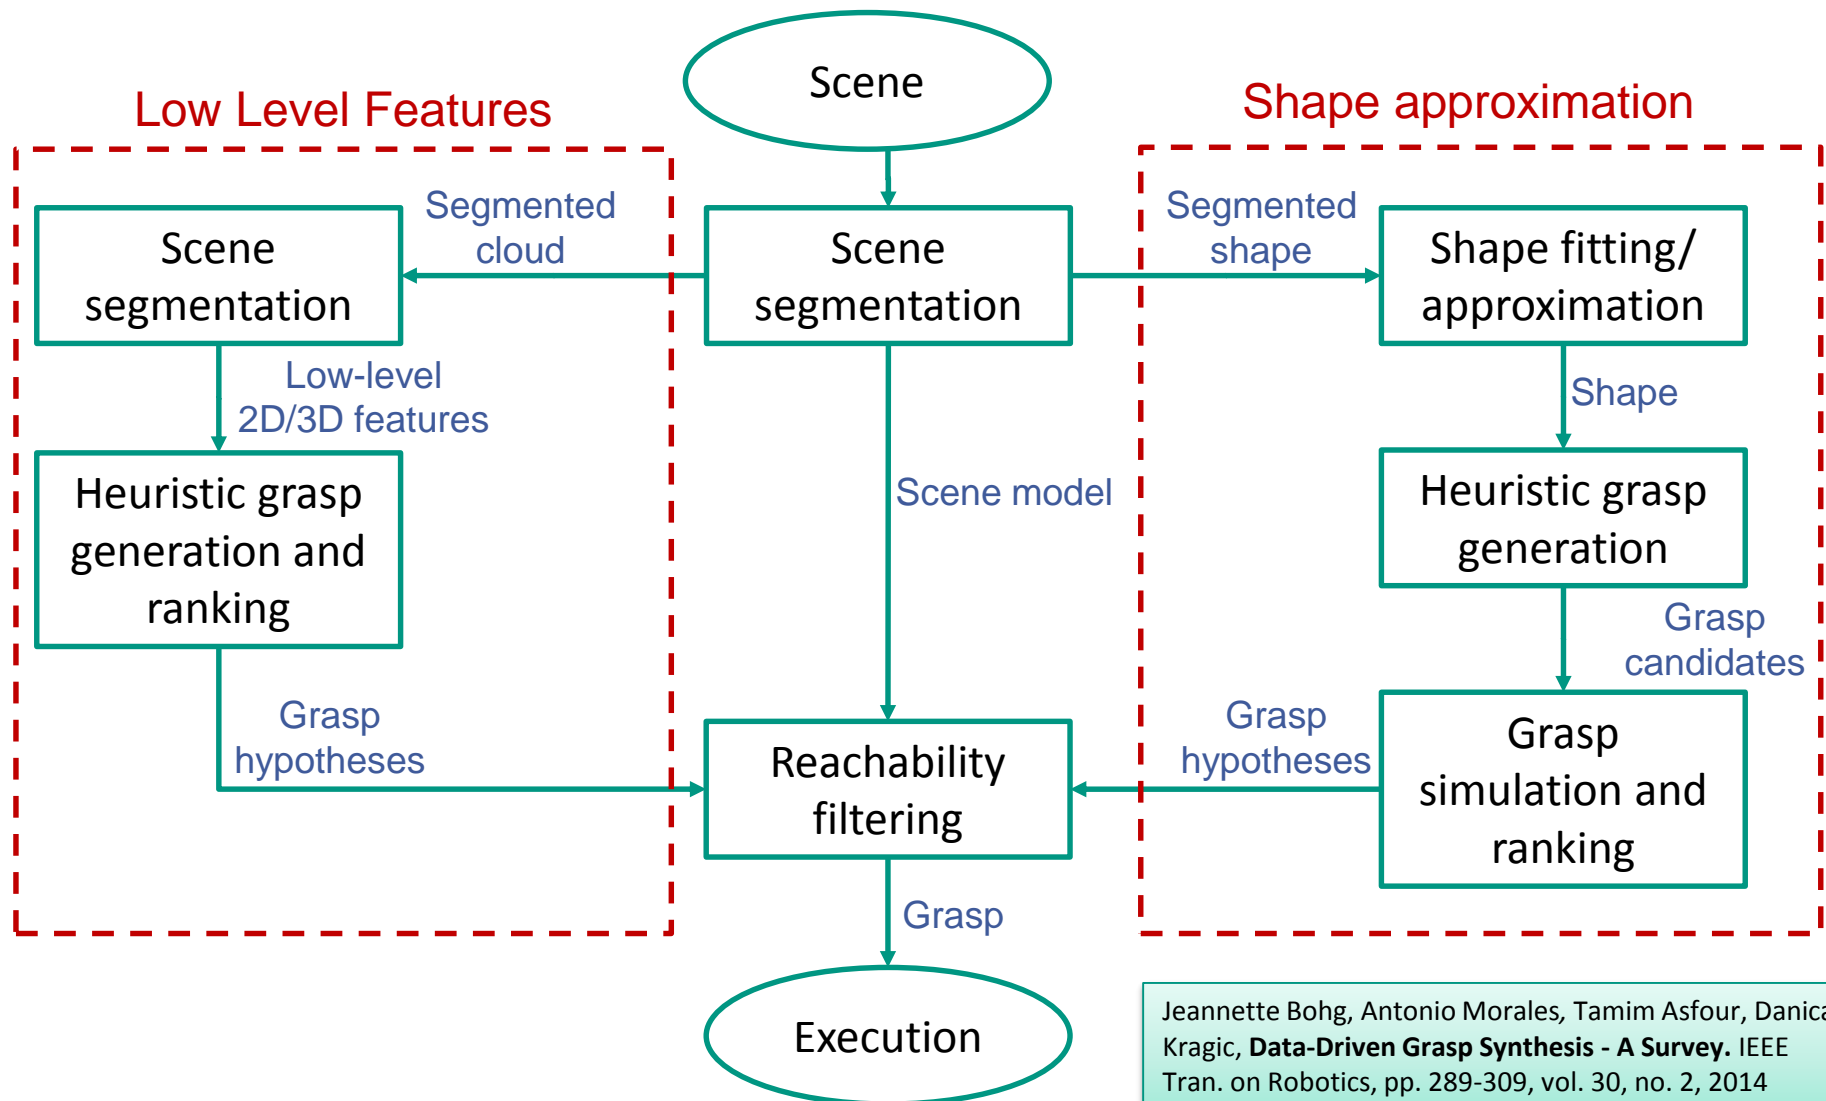 Scene
Low Level Features
Shape approximation
Segmented
cloud
Segmented
shape
Scene
segmentation
Scene
segmentation
Shape fitting/
approximation
Low-level
2D/3D features
Shape
Heuristic grasp
generation and
ranking
Scene model
Heuristic grasp
generation
Grasp
candidates
Grasp
hypotheses
Reachability
filtering
Grasp
hypotheses
Grasp
simulation and
ranking
Grasp
Execution
Jeannette Bohg, Antonio Morales, Tamim Asfour, Danica
Kragic, Data-Driven Grasp Synthesis - A Survey. IEEE
Tran. on Robotics, pp. 289-309, vol. 30, no. 2, 2014